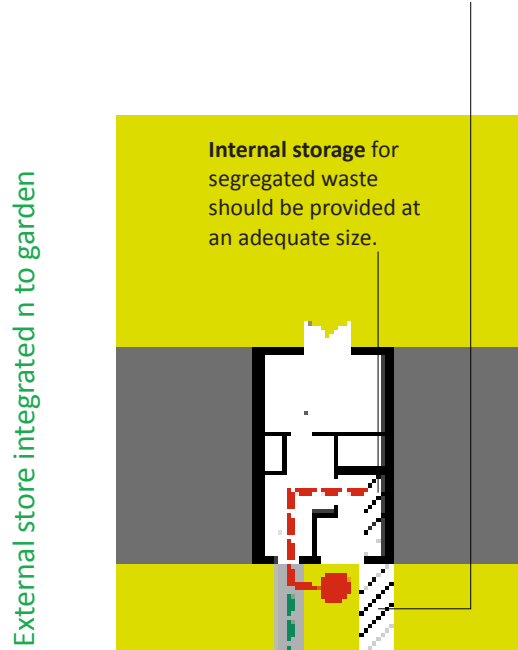 Internal storage for
segregated waste
should be provided at
an adequate size.
External store integrated n to garden